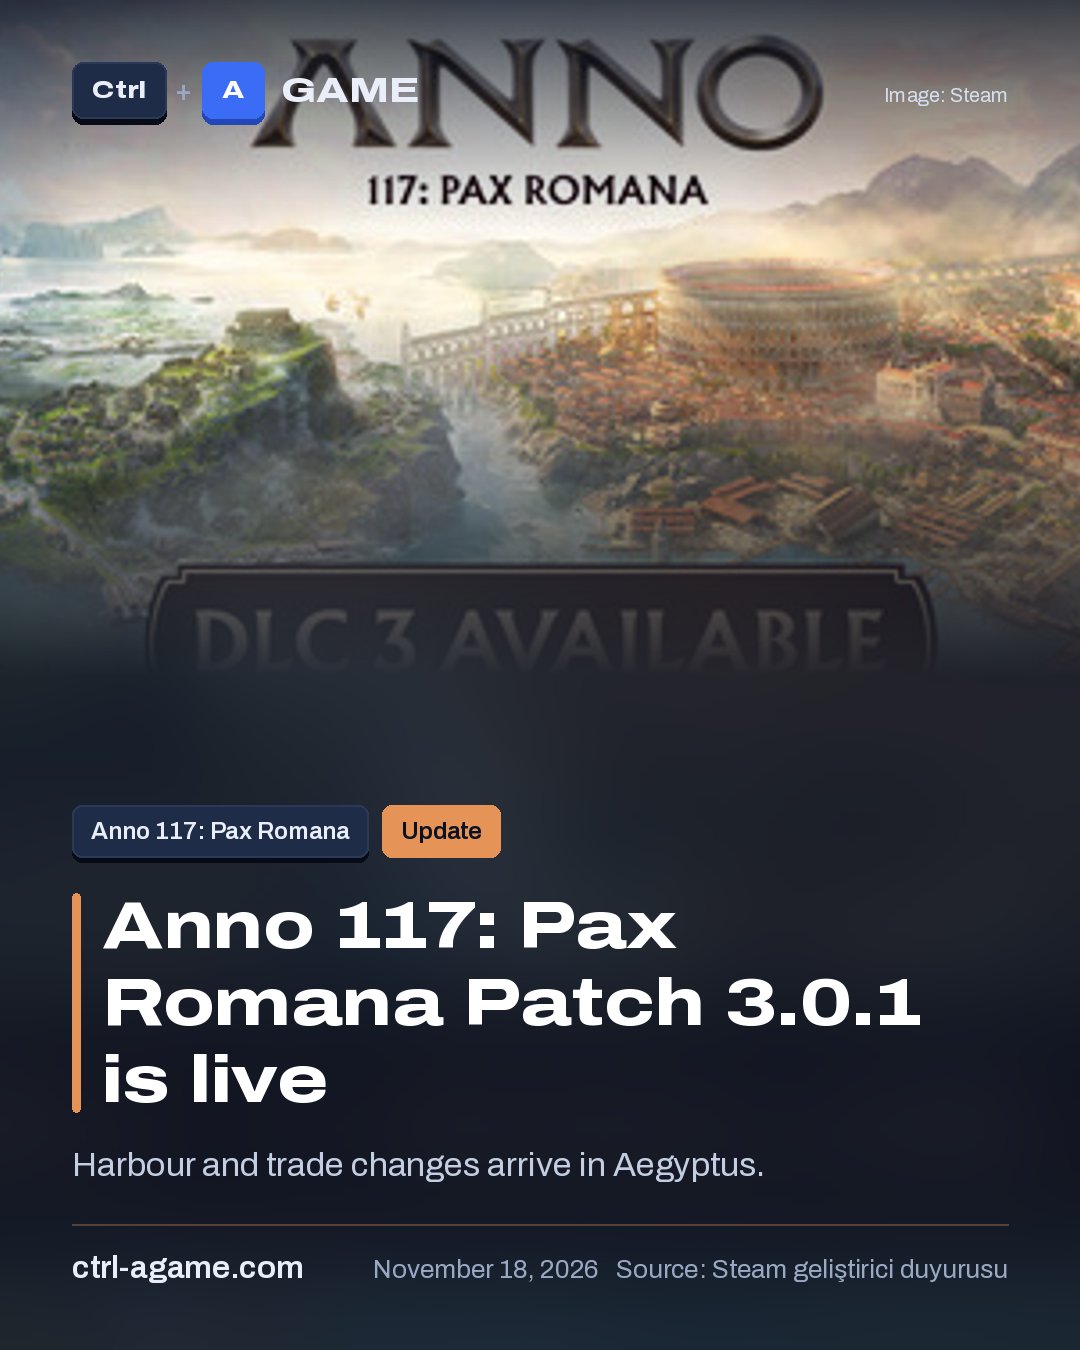 Ctrl + A GAME
Image: Steam
ANNO
117: PAX ROMANA
DLC 3 AVAILABLE
Anno 117: Pax Romana
Update
Anno 117: Pax
Romana Patch 3.0.1
is live
Harbour and trade changes arrive in Aegyptus.
ctrl-agame.com
November 18, 2026
Source: Steam geliştirici duyurusu